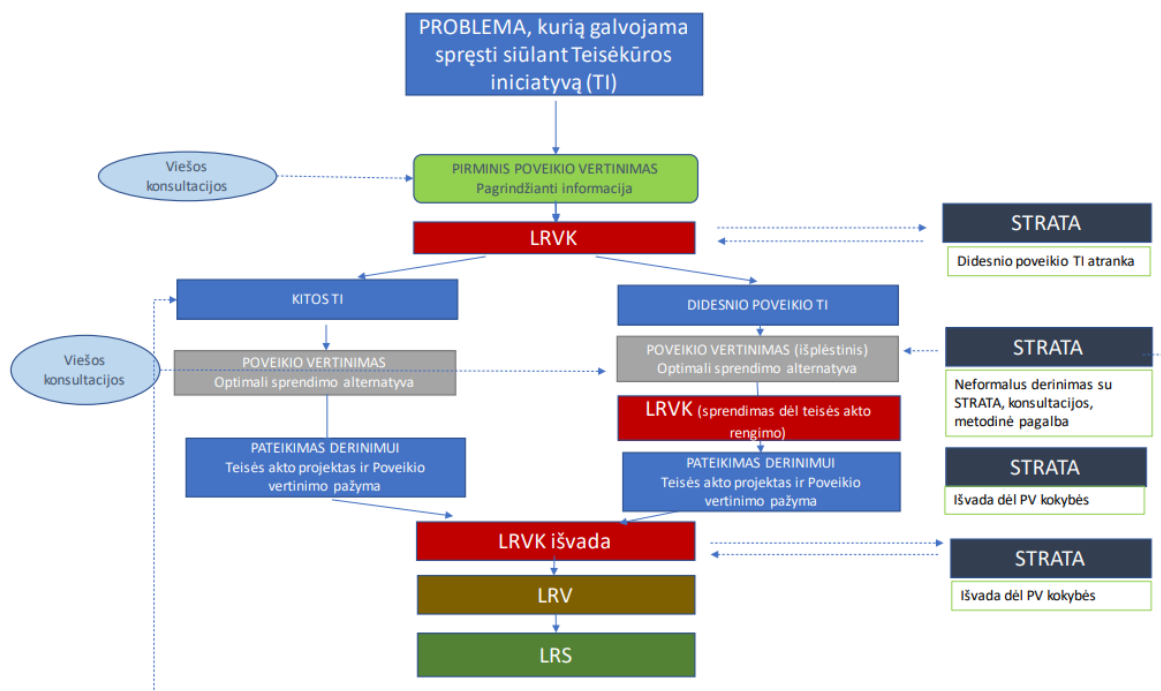 PROBLEMA, kurią galvojama
spręsti siūlant Teisėkūros
iniciatyvą (TI)
Viešos
konsultacijos
PIRMINIS POVEIKIO VERTINIMAS
Pagrindžianti informacija
LRVK
STRATA
Didesnio poveikio TI atranka
KITOS TI
DIDESNIO POVEIKIO TI
Viešos
konsultacijos
POVEIKIO VERTINIMAS
Optimali sprendimo alternatyva
POVEIKIO VERTINIMAS (išplėstinis)
Optimali sprendimo alternatyva
STRATA
Neformalus derinimas su
STRATA, konsultacijos,
metodinė pagalba
LRVK (sprendimas dėl teisės akto
rengimo)
PATEIKIMAS DERINIMUI
Teisės akto projektas ir Poveikio
vertinimo pažyma
PATEIKIMAS DERINIMUI
Teisės akto projektas ir Poveikio
vertinimo pažyma
STRATA
Išvada dėl PV kokybės
LRVK išvada
STRATA
Išvada dėl PV kokybės
LRV
LRS